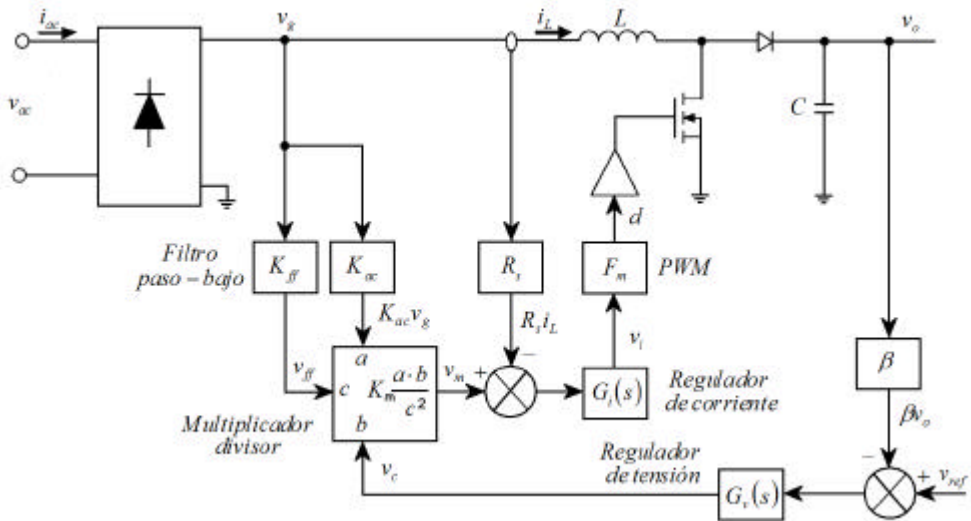 i_ac
v_g
i_L
L
v_o
v_ac
C
d
Filtro
paso-bajo
K_ff
K_ac
R_s
F_m
PWM
K_ac v_g
R_s i_L
v_i
β
v_ff
a
c
K_m a·b/c²
b
v_m
+
−
G_i(s)
Regulador
de corriente
βv_o
Multiplicador
divisor
v_c
Regulador
de tensión
G_v(s)
−
+
v_ref